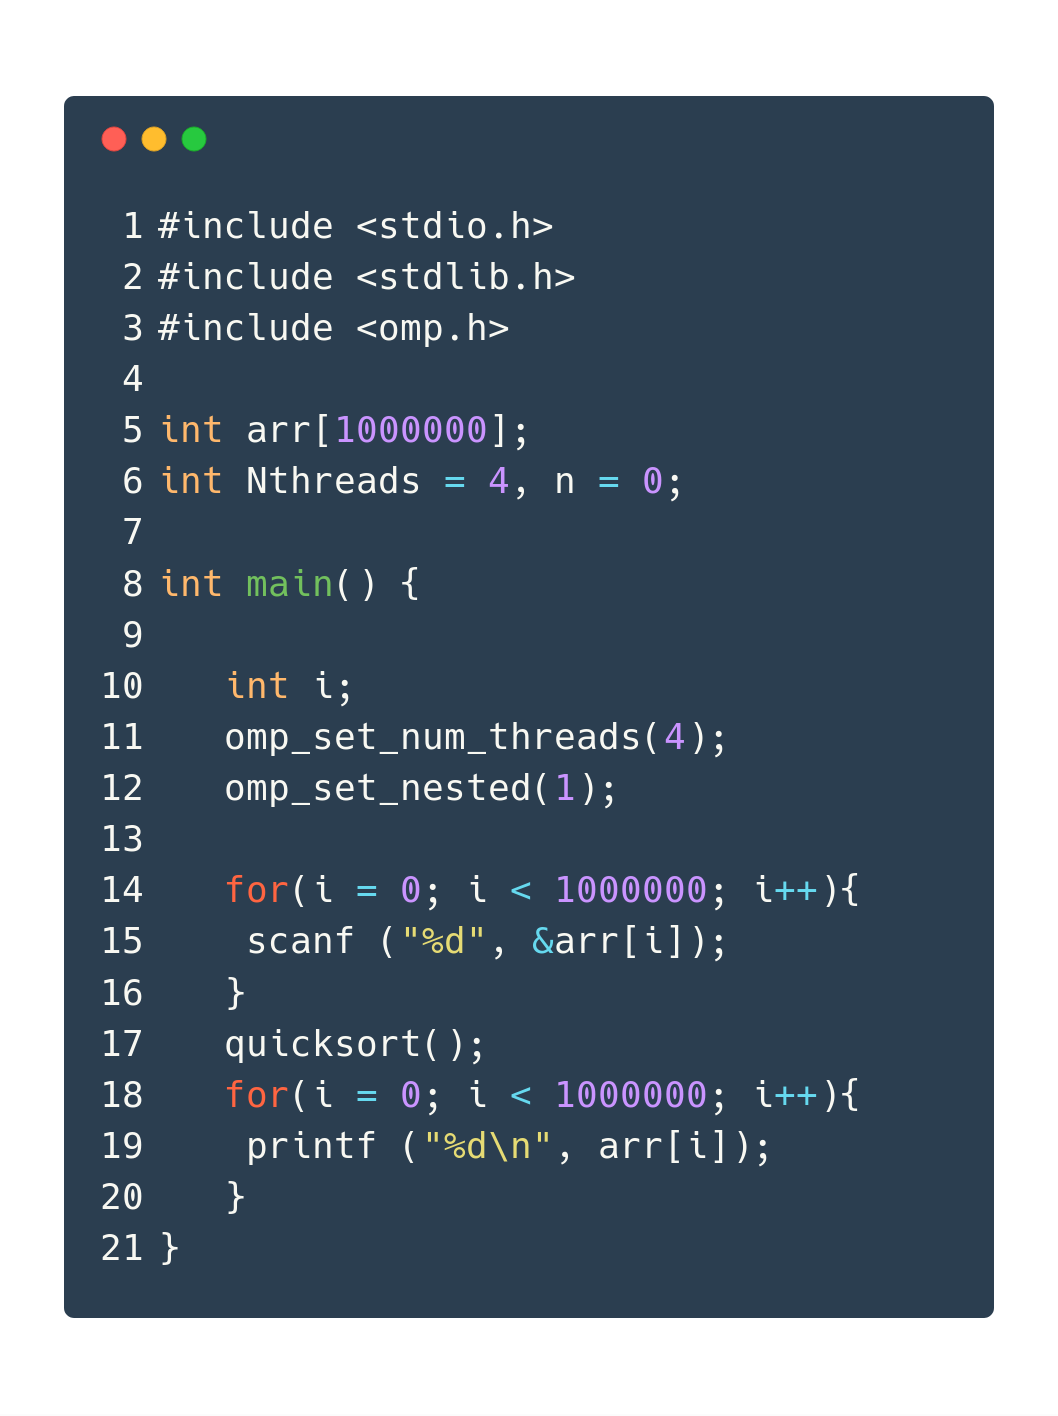 1 #include <stdio.h>
2 #include <stdlib.h>
3 #include <omp.h>
4
5 int arr[1000000];
6 int Nthreads = 4, n = 0;
7
8 int main() {
9
10    int i;
11    omp_set_num_threads(4);
12    omp_set_nested(1);
13
14    for(i = 0; i < 1000000; i++){
15     scanf ("%d", &arr[i]);
16    }
17    quicksort();
18    for(i = 0; i < 1000000; i++){
19     printf ("%d\n", arr[i]);
20    }
21 }